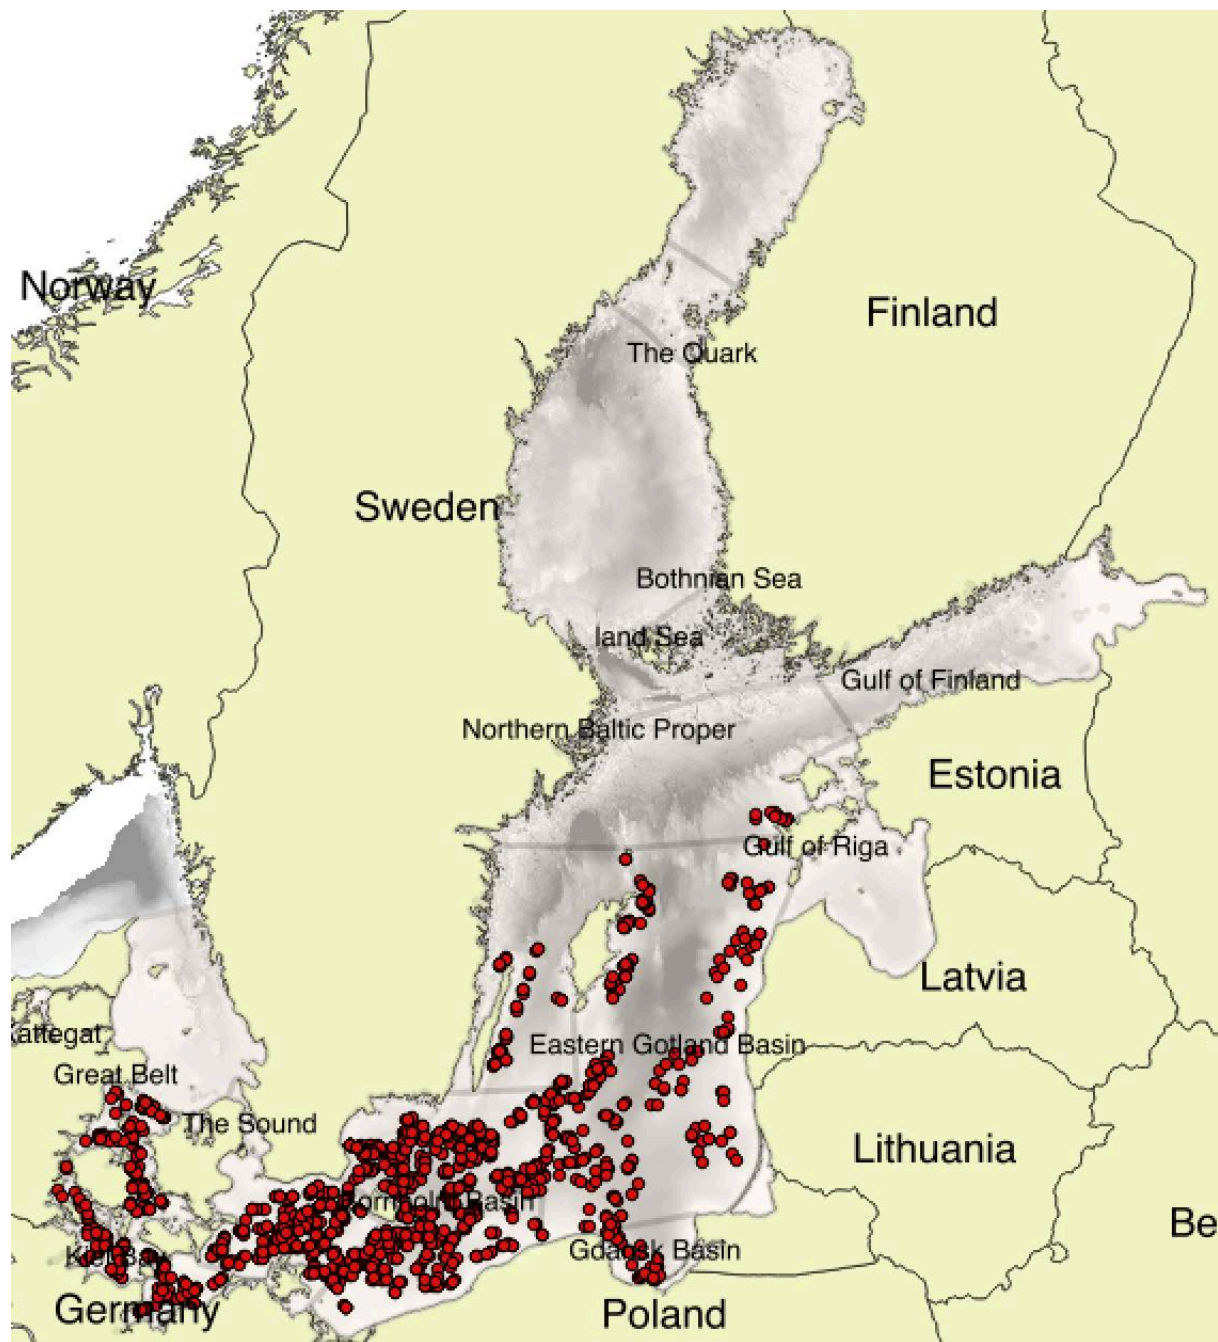 Norway
Finland
The Quark
Sweden
Bothnian Sea
land Sea
Gulf of Finland
Northern Baltic Proper
Estonia
Gulf of Riga
Latvia
Kattegat
Eastern Gotland Basin
Great Belt
The Sound
Lithuania
Bornholm Basin
Be
Gdansk Basin
Kiel Bay
Germany
Poland